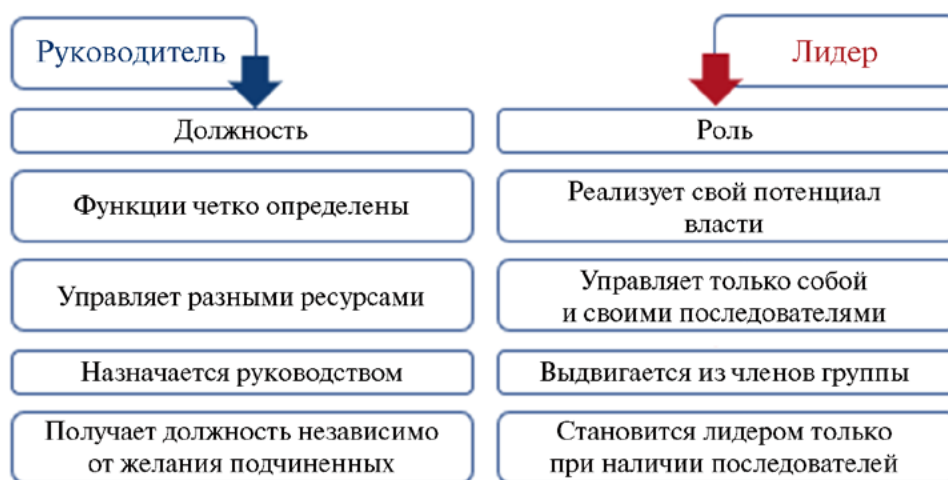 Руководитель
Лидер
Должность
Роль
Функции четко определены
Реализует свой потенциал
власти
Управляет разными ресурсами
Управляет только собой
и своими последователями
Назначается руководством
Выдвигается из членов группы
Получает должность независимо
от желания подчиненных
Становится лидером только
при наличии последователей